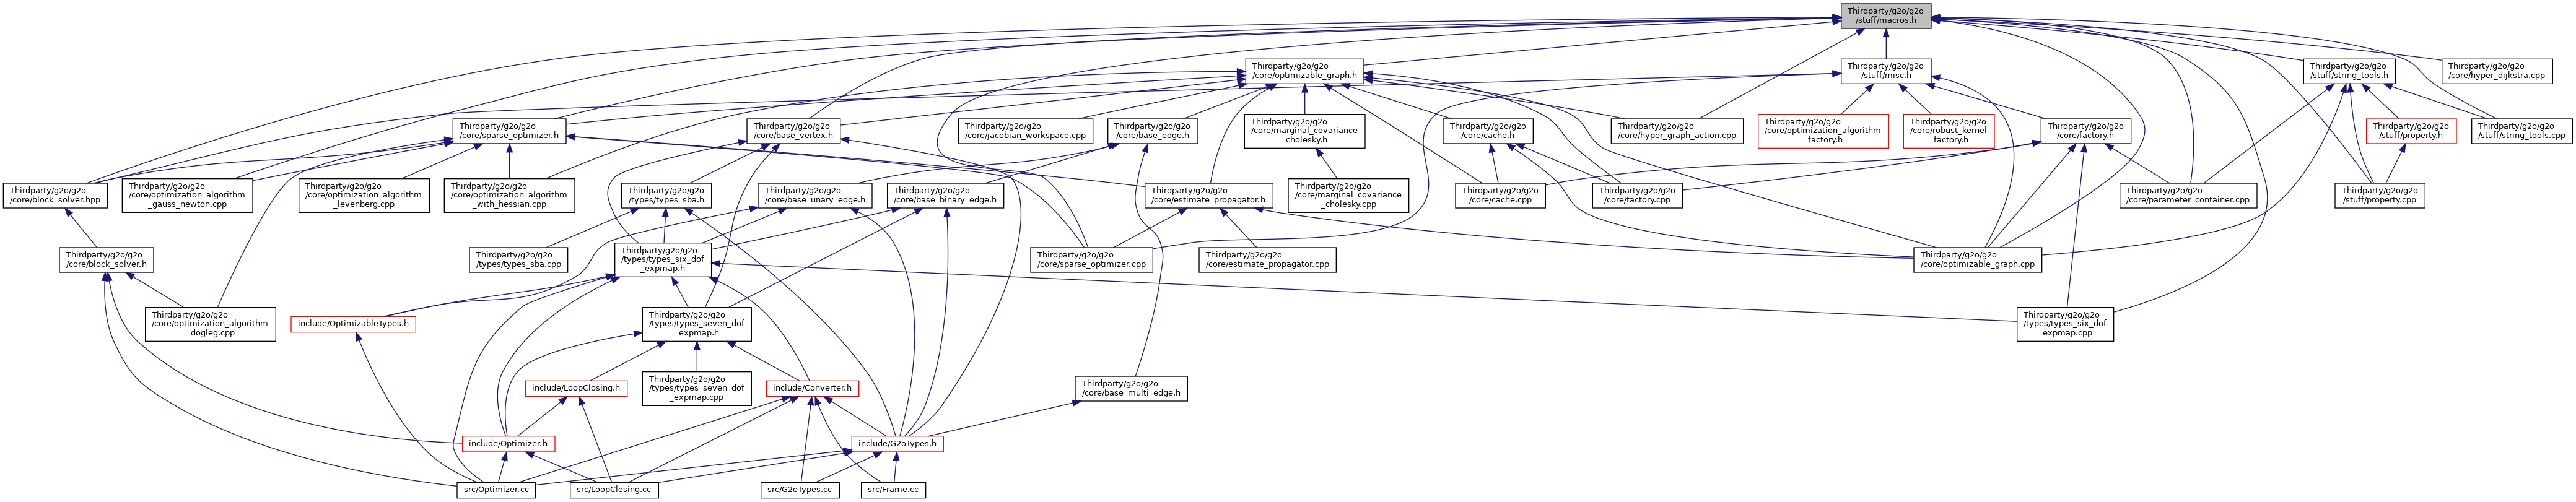 Thirdparty/g2o/g2o
/stuff/macros.h
Thirdparty/g2o/g2o
/core/optimizable_graph.h
Thirdparty/g2o/g2o
/stuff/misc.h
Thirdparty/g2o/g2o
/stuff/string_tools.h
Thirdparty/g2o/g2o
/core/hyper_dijkstra.cpp
Thirdparty/g2o/g2o
/core/sparse_optimizer.h
Thirdparty/g2o/g2o
/core/base_vertex.h
Thirdparty/g2o/g2o
/core/jacobian_workspace.cpp
Thirdparty/g2o/g2o
/core/base_edge.h
Thirdparty/g2o/g2o
/core/marginal_covariance
_cholesky.h
Thirdparty/g2o/g2o
/core/cache.h
Thirdparty/g2o/g2o
/core/hyper_graph_action.cpp
Thirdparty/g2o/g2o
/core/optimization_algorithm
_factory.h
Thirdparty/g2o/g2o
/core/robust_kernel
_factory.h
Thirdparty/g2o/g2o
/core/factory.h
Thirdparty/g2o/g2o
/stuff/property.h
Thirdparty/g2o/g2o
/stuff/string_tools.cpp
Thirdparty/g2o/g2o
/core/block_solver.hpp
Thirdparty/g2o/g2o
/core/optimization_algorithm
_gauss_newton.cpp
Thirdparty/g2o/g2o
/core/optimization_algorithm
_levenberg.cpp
Thirdparty/g2o/g2o
/core/optimization_algorithm
_with_hessian.cpp
Thirdparty/g2o/g2o
/types/types_sba.h
Thirdparty/g2o/g2o
/core/base_unary_edge.h
Thirdparty/g2o/g2o
/core/base_binary_edge.h
Thirdparty/g2o/g2o
/core/estimate_propagator.h
Thirdparty/g2o/g2o
/core/marginal_covariance
_cholesky.cpp
Thirdparty/g2o/g2o
/core/cache.cpp
Thirdparty/g2o/g2o
/core/factory.cpp
Thirdparty/g2o/g2o
/core/parameter_container.cpp
Thirdparty/g2o/g2o
/stuff/property.cpp
Thirdparty/g2o/g2o
/core/block_solver.h
Thirdparty/g2o/g2o
/types/types_sba.cpp
Thirdparty/g2o/g2o
/types/types_six_dof
_expmap.h
Thirdparty/g2o/g2o
/core/sparse_optimizer.cpp
Thirdparty/g2o/g2o
/core/estimate_propagator.cpp
Thirdparty/g2o/g2o
/core/optimizable_graph.cpp
Thirdparty/g2o/g2o
/core/optimization_algorithm
_dogleg.cpp
include/OptimizableTypes.h
Thirdparty/g2o/g2o
/types/types_seven_dof
_expmap.h
Thirdparty/g2o/g2o
/types/types_six_dof
_expmap.cpp
include/LoopClosing.h
Thirdparty/g2o/g2o
/types/types_seven_dof
_expmap.cpp
include/Converter.h
Thirdparty/g2o/g2o
/core/base_multi_edge.h
include/Optimizer.h
include/G2oTypes.h
src/Optimizer.cc
src/LoopClosing.cc
src/G2oTypes.cc
src/Frame.cc